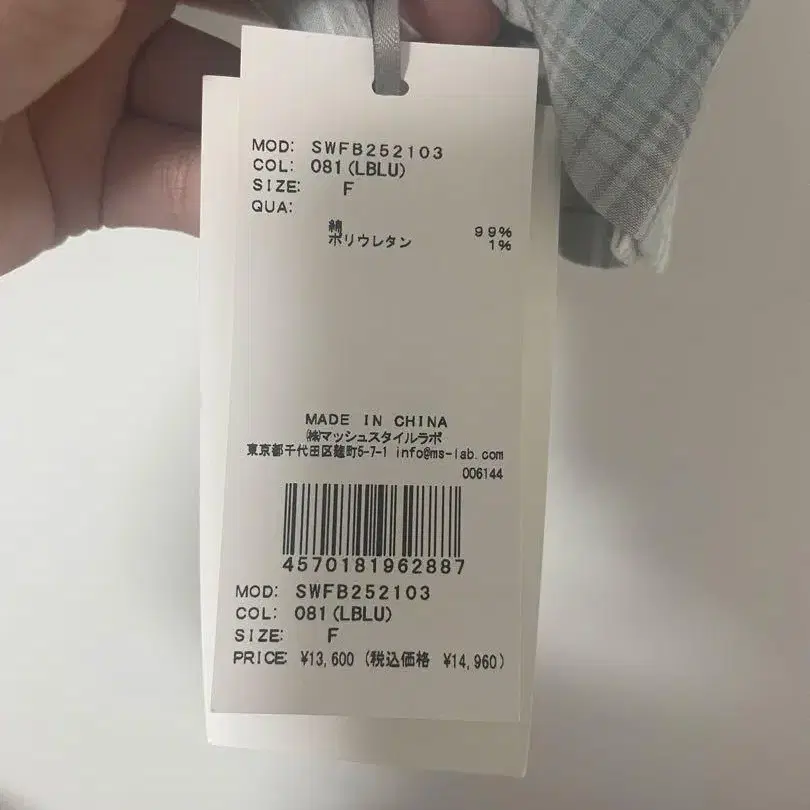 MOD: SWFB252103
COL: 081(LBLU)
SIZE: F
QUA:
綿 99%
ポリウレタン 1%
MADE IN CHINA
㈱マッシュスタイルラボ
東京都千代田区麹町5-7-1 info@ms-lab.com
006144
4570181962887
MOD: SWFB252103
COL: 081(LBLU)
SIZE: F
PRICE: ¥13,600 (税込価格 ¥14,960)